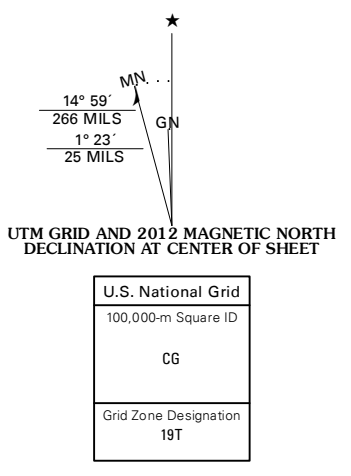 ★
MN
14° 59´
266 MILS
GN
1° 23´
25 MILS
UTM GRID AND 2012 MAGNETIC NORTH
DECLINATION AT CENTER OF SHEET
U.S. National Grid
100,000-m Square ID
CG
Grid Zone Designation
19T